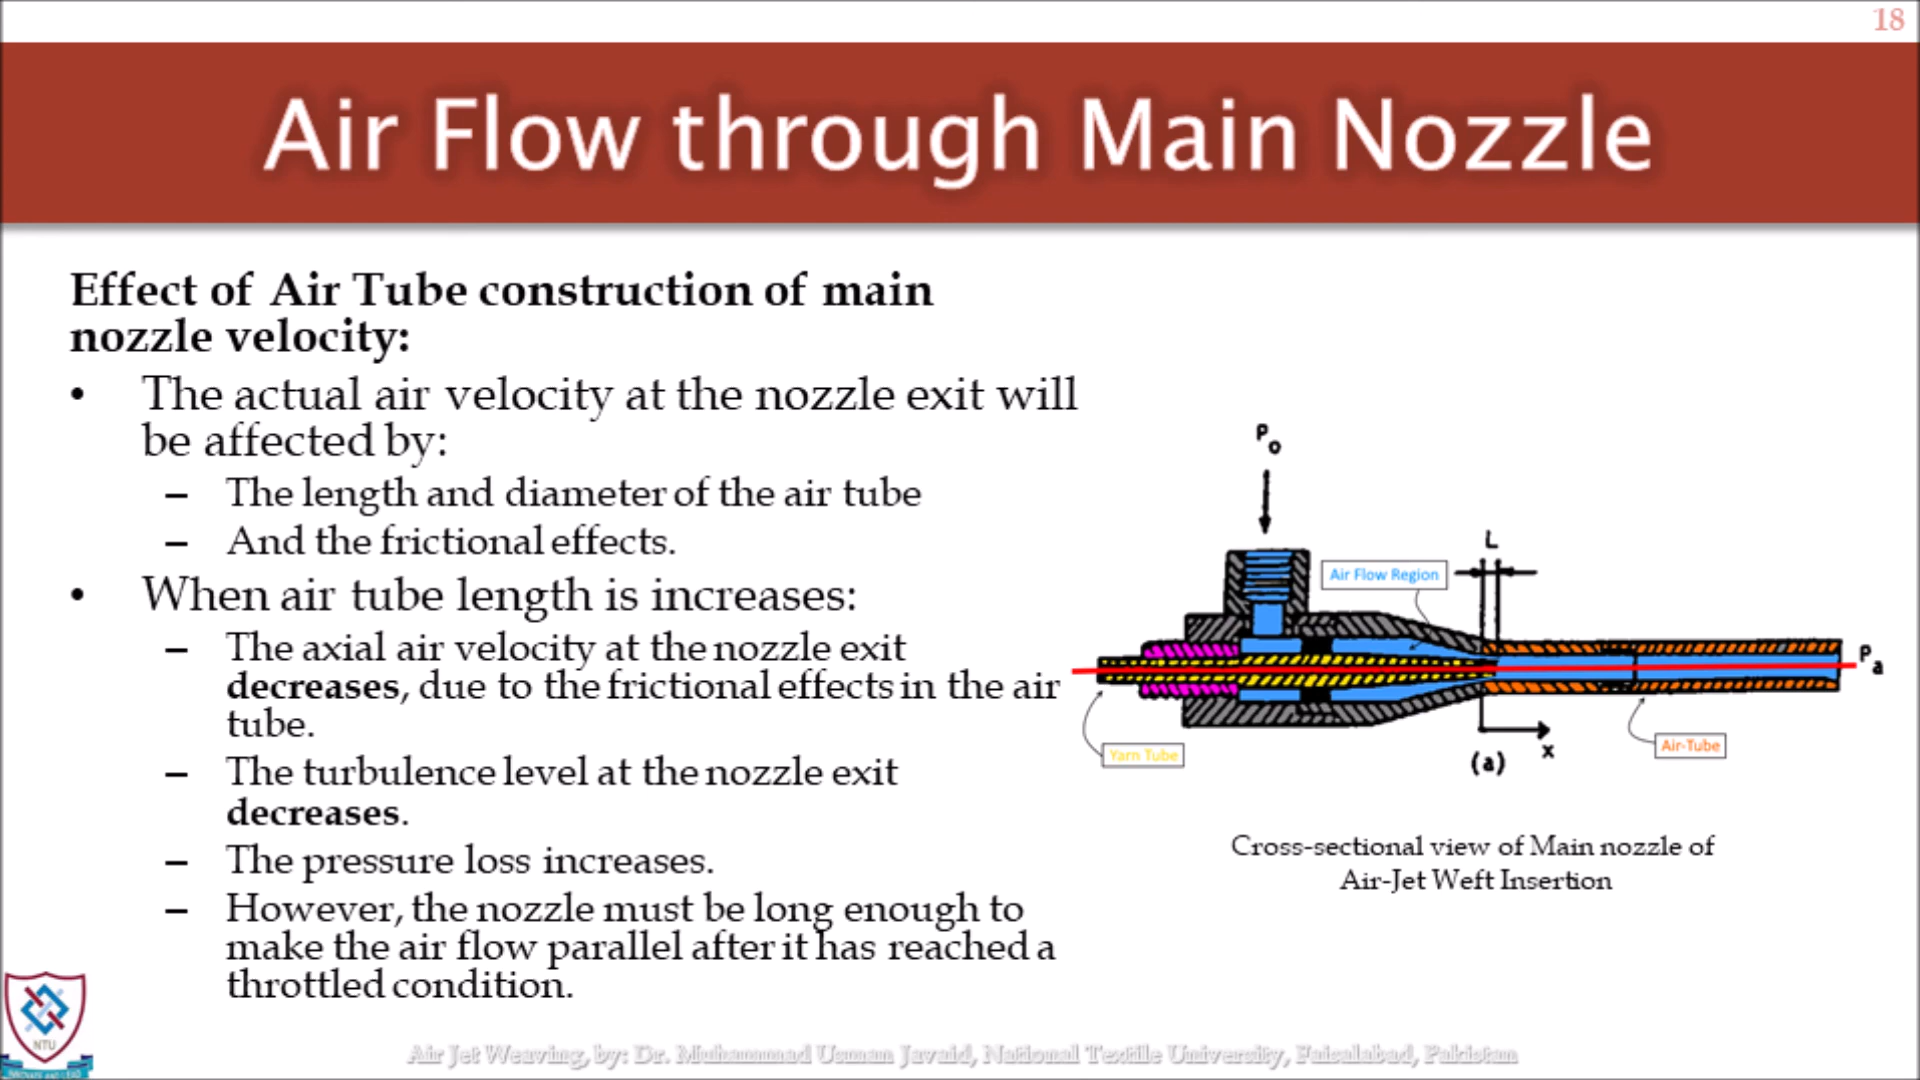 18
Air Flow through Main Nozzle
Effect of Air Tube construction of main
nozzle velocity:
• The actual air velocity at the nozzle exit will
be affected by:
– The length and diameter of the air tube
– And the frictional effects.
• When air tube length is increases:
– The axial air velocity at the nozzle exit
decreases, due to the frictional effects in the air
tube.
– The turbulence level at the nozzle exit
decreases.
– The pressure loss increases.
– However, the nozzle must be long enough to
make the air flow parallel after it has reached a
throttled condition.
Po
L
Air Flow Region
Pa
Yarn Tube
Air-Tube
x
(a)
Cross-sectional view of Main nozzle of
Air-Jet Weft Insertion
NTU
Air Jet Weaving, by: Dr. Muhammad Usman Javaid, National Textile University, Faisalabad, Pakistan